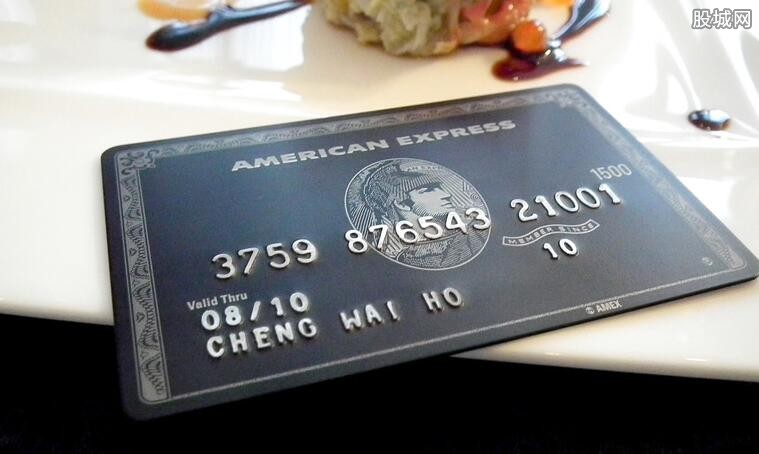 股城网
AMERICAN EXPRESS
1500
3759 876543 21001
MEMBER SINCE
10
Valid Thru
08/10
CHENG WAI HO
© AMEX